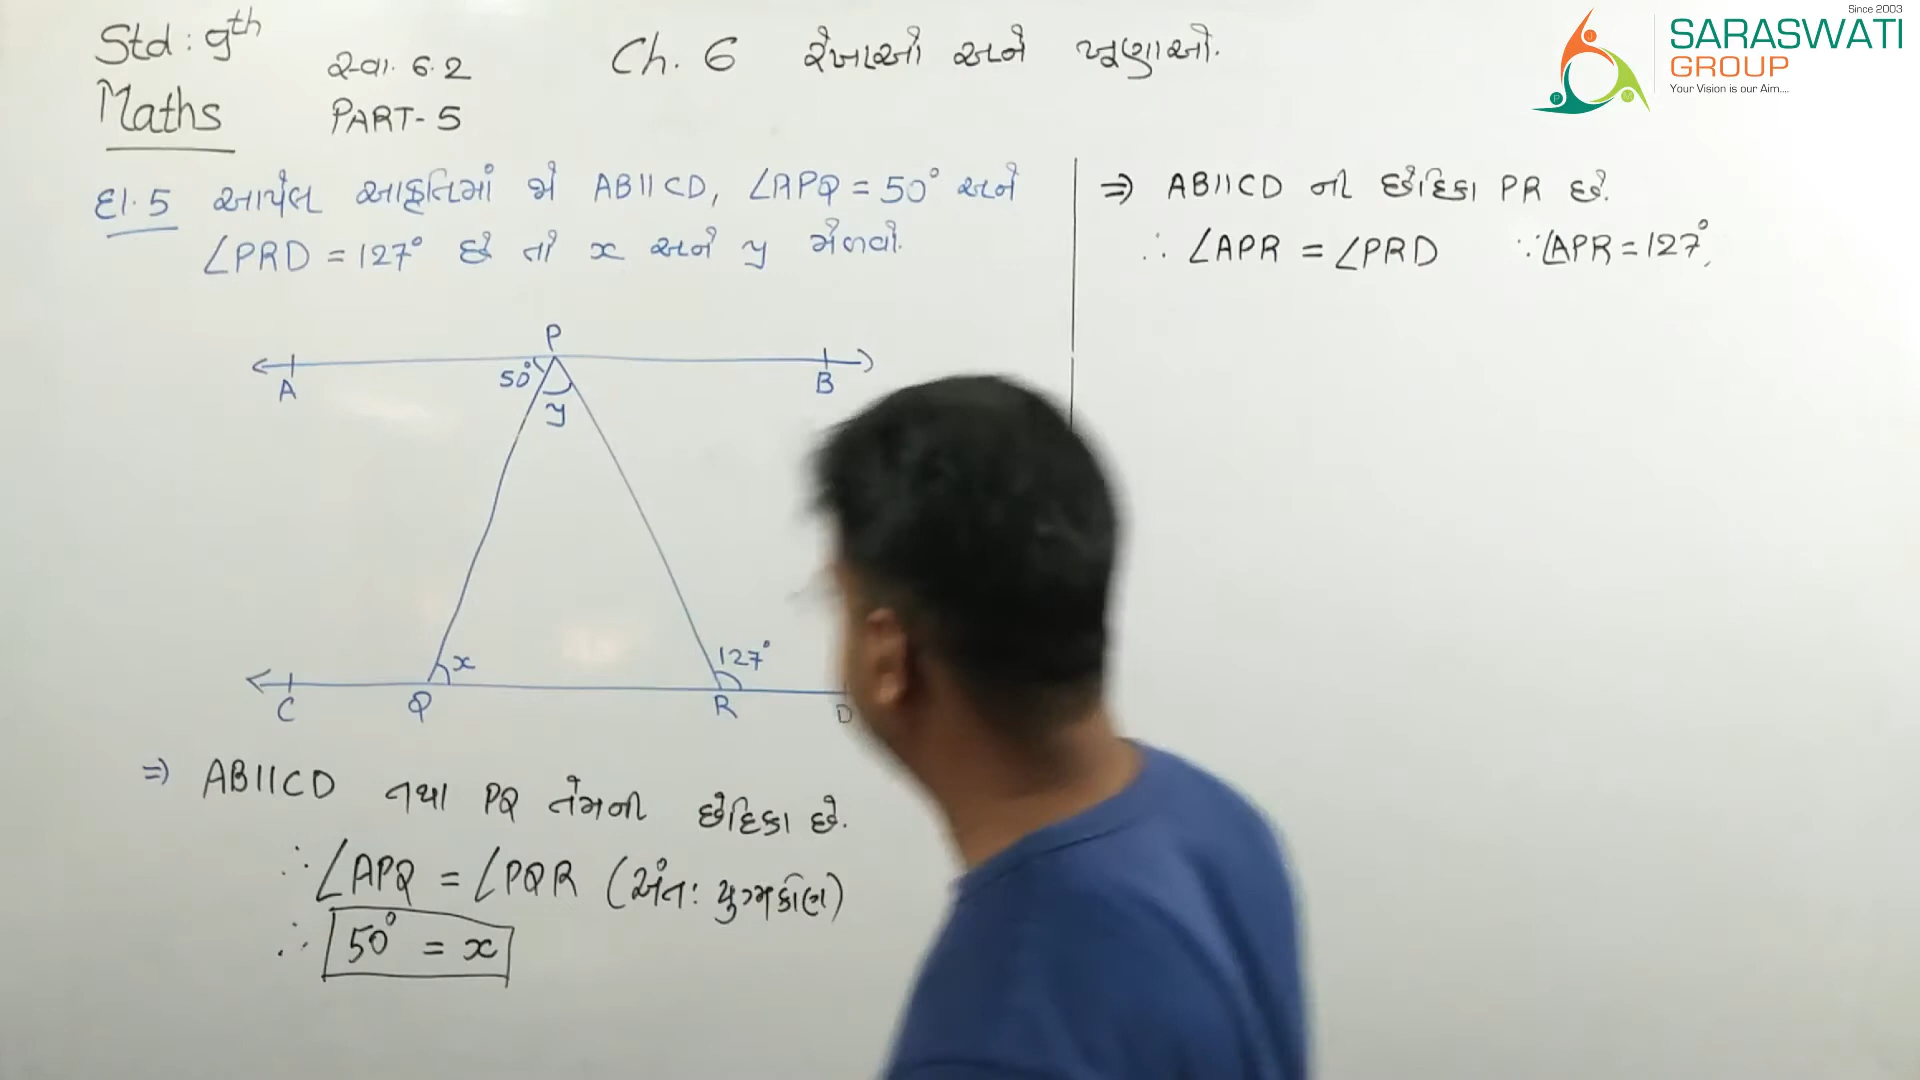 Std : 9th
Maths
સ્વા. 6.2
PART-5
Ch. 6 રેખાઓ અને ખૂણાઓ.
Since 2003
SARASWATI
GROUP
Your Vision is our Aim....
દા.5 આપેલ આકૃતિમાં જો AB||CD, ∠APQ = 50° અને
∠PRD = 127° છે તો x અને y મેળવો.
P
A
50°
y
B
x
127°
C
Q
R
D
⇒ AB||CD તથા PQ તેમની છેદિકા છે.
∴ ∠APQ = ∠PQR (અંત: યુગ્મકોણ)
∴ 50° = x
⇒ AB||CD ની છેદિકા PR છે.
∴ ∠APR = ∠PRD ∵ ∠APR = 127°,